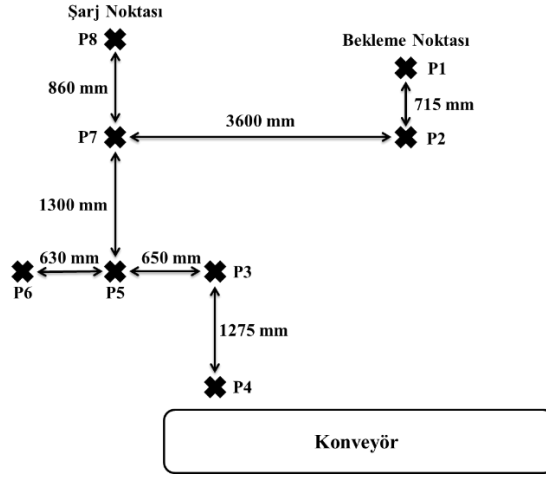 Şarj Noktası
P8
Bekleme Noktası
P1
860 mm
715 mm
3600 mm
P7
P2
1300 mm
630 mm
650 mm
P3
P6
P5
1275 mm
P4
Konveyör